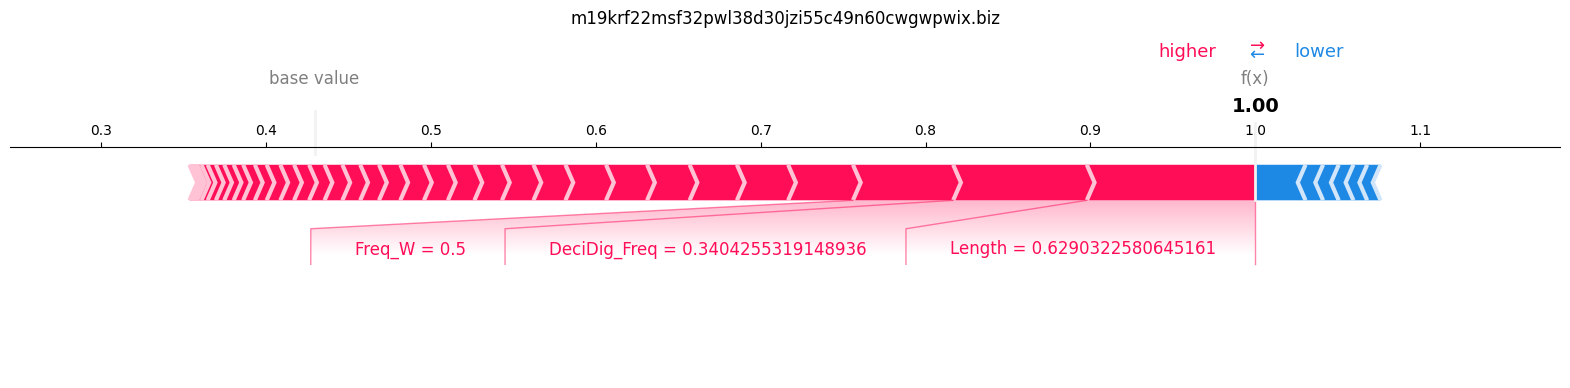 m19krf22msf32pwl38d30jzi55c49n60cwgwpwix.biz
higher ⇄ lower
base value f(x)
1.00
0.3 0.4 0.5 0.6 0.7 0.8 0.9 1.0 1.1
Freq_W = 0.5 DeciDig_Freq = 0.3404255319148936 Length = 0.6290322580645161